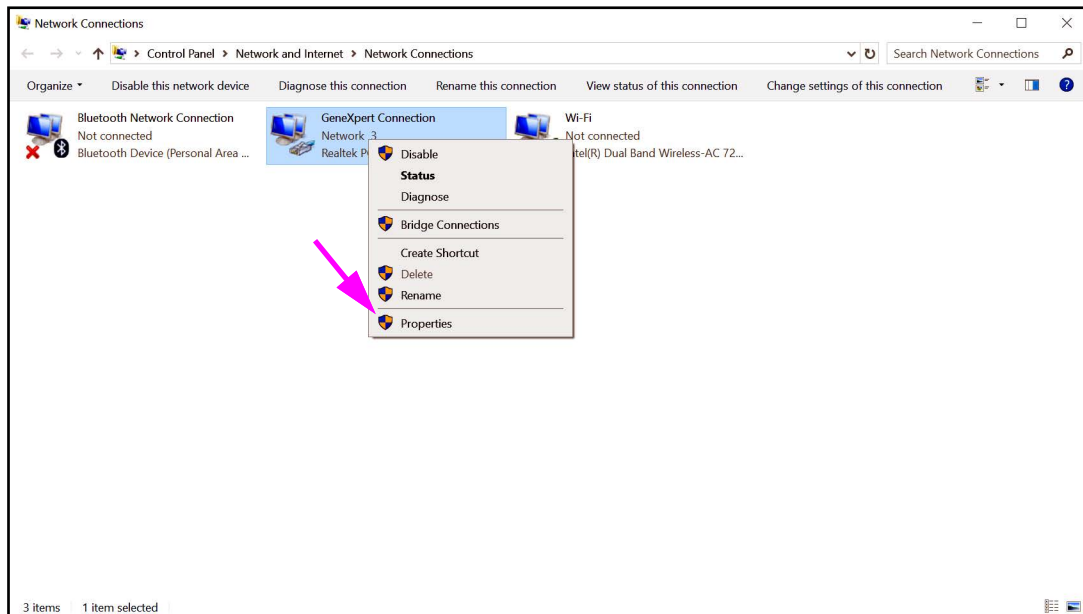 Network Connections
Control Panel > Network and Internet > Network Connections
Search Network Connections
Organize
Disable this network device
Diagnose this connection
Rename this connection
View status of this connection
Change settings of this connection
Bluetooth Network Connection
Not connected
Bluetooth Device (Personal Area ...
GeneXpert Connection
Network 3
Realtek P
Wi-Fi
Not connected
tel(R) Dual Band Wireless-AC 72...
Disable
Status
Diagnose
Bridge Connections
Create Shortcut
Delete
Rename
Properties
3 items
1 item selected